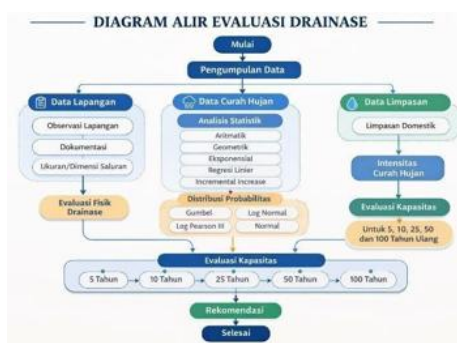 DIAGRAM ALIR EVALUASI DRAINASE
Mulai
Pengumpulan Data
Data Lapangan
Observasi Lapangan
Dokumentasi
Ukuran/Dimensi Saluran
Evaluasi Fisik
Drainase
Data Curah Hujan
Analisis Statistik
Aritmatik
Geometrik
Eksponensial
Regresi Linier
Incremental Increase
Distribusi Probabilitas
Gumbel
Log Normal
Log Pearson III
Normal
Data Limpasan
Limpasan Domestik
Intensitas
Curah Hujan
Evaluasi Kapasitas
Untuk 5, 10, 25, 50
dan 100 Tahun Ulang
Evaluasi Kapasitas
5 Tahun
10 Tahun
25 Tahun
50 Tahun
100 Tahun
Rekomendasi
Selesai